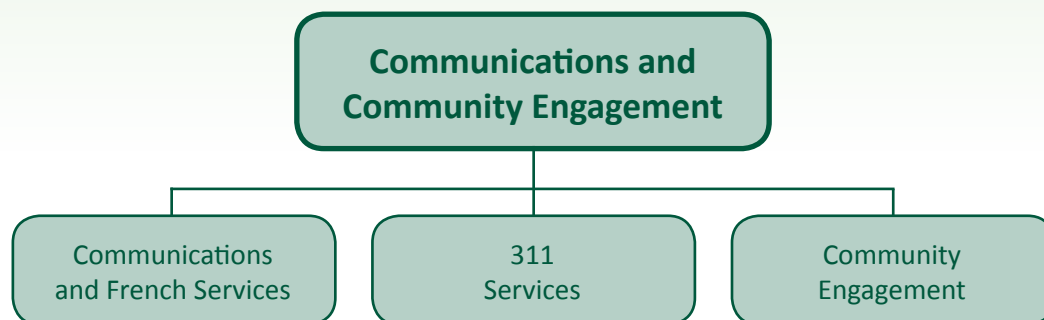 Communications and
Community Engagement
Communications
and French Services
311
Services
Community
Engagement